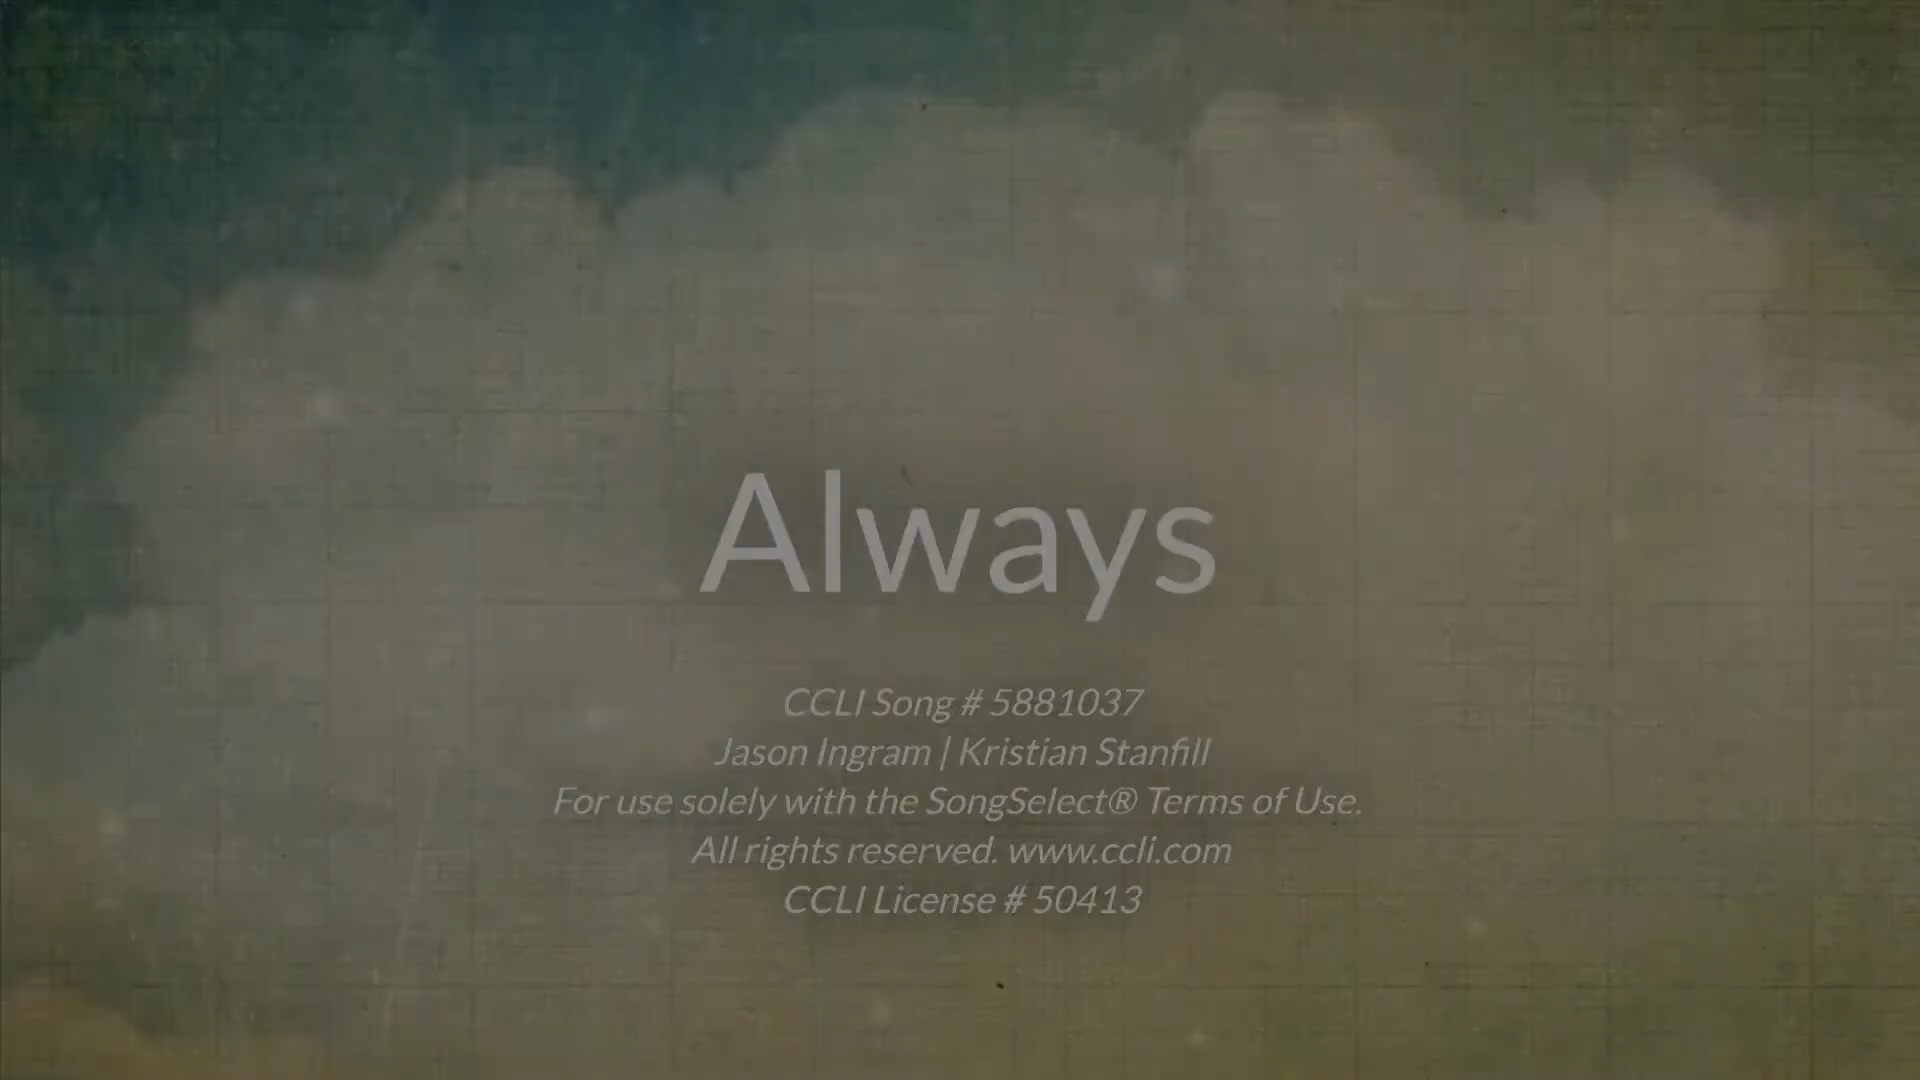 Always
CCLI Song # 5881037
Jason Ingram | Kristian Stanfill
For use solely with the SongSelect® Terms of Use.
All rights reserved. www.ccli.com
CCLI License # 50413